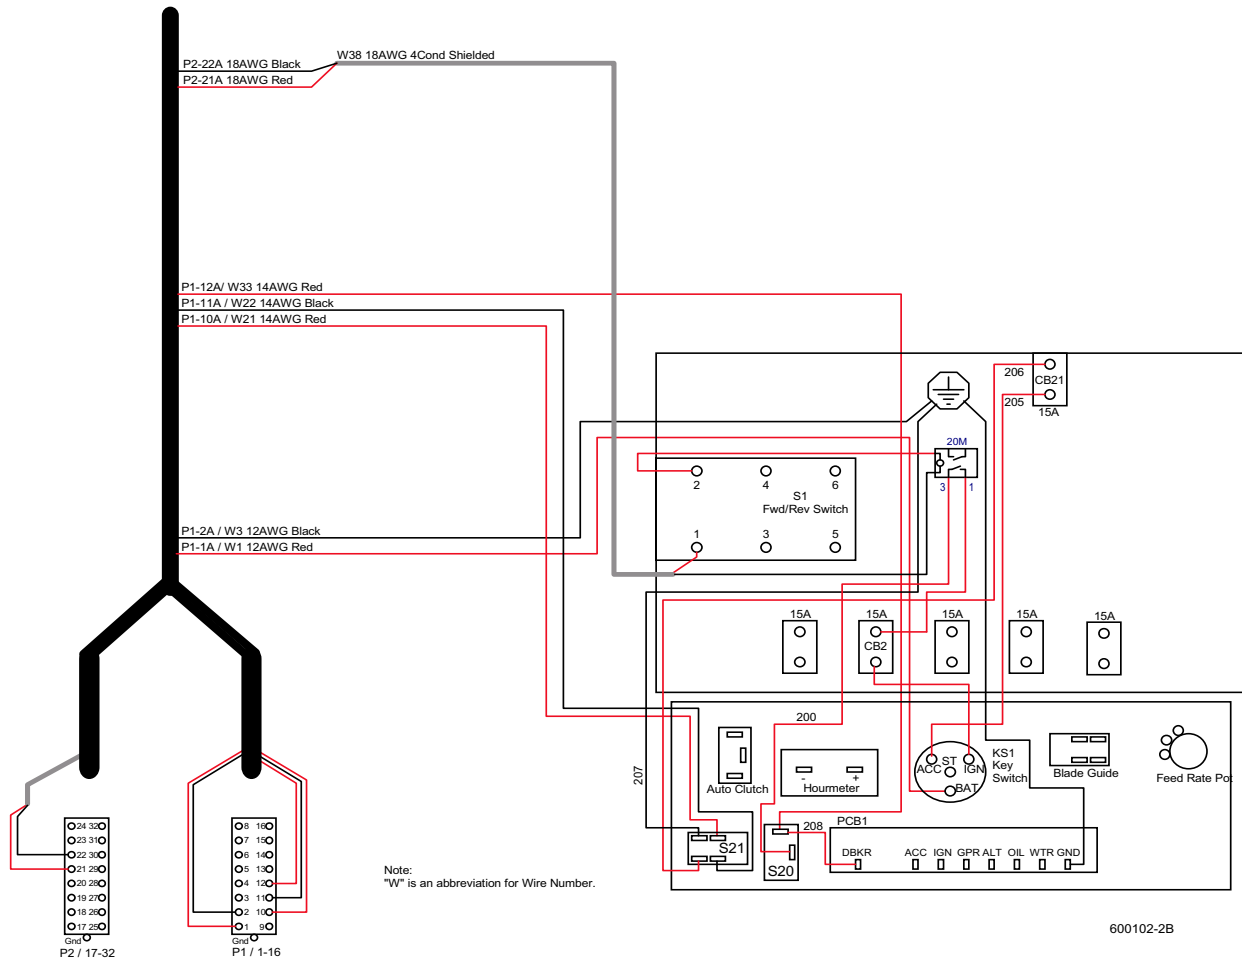 W38 18AWG 4Cond Shielded
P2-22A 18AWG Black
P2-21A 18AWG Red
P1-12A/ W33 14AWG Red
P1-11A / W22 14AWG Black
P1-10A / W21 14AWG Red
206
CB21
205
15A
20M
3 1
2 4 6
S1
Fwd/Rev Switch
1 3 5
P1-2A / W3 12AWG Black
P1-1A / W1 12AWG Red
15A 15A 15A 15A 15A
CB2
200
207
Auto Clutch
- +
Hourmeter
ACC ST IGN
BAT
KS1
Key
Switch
Blade Guide
Feed Rate Pot
S21
S20
208
PCB1
DBKR ACC IGN GPR ALT OIL WTR GND
24 32
23 31
22 30
21 29
20 28
19 27
18 26
17 25
Gnd
P2 / 17-32
8 16
7 15
6 14
5 13
4 12
3 11
2 10
1 9
Gnd
P1 / 1-16
Note:
"W" is an abbreviation for Wire Number.
600102-2B